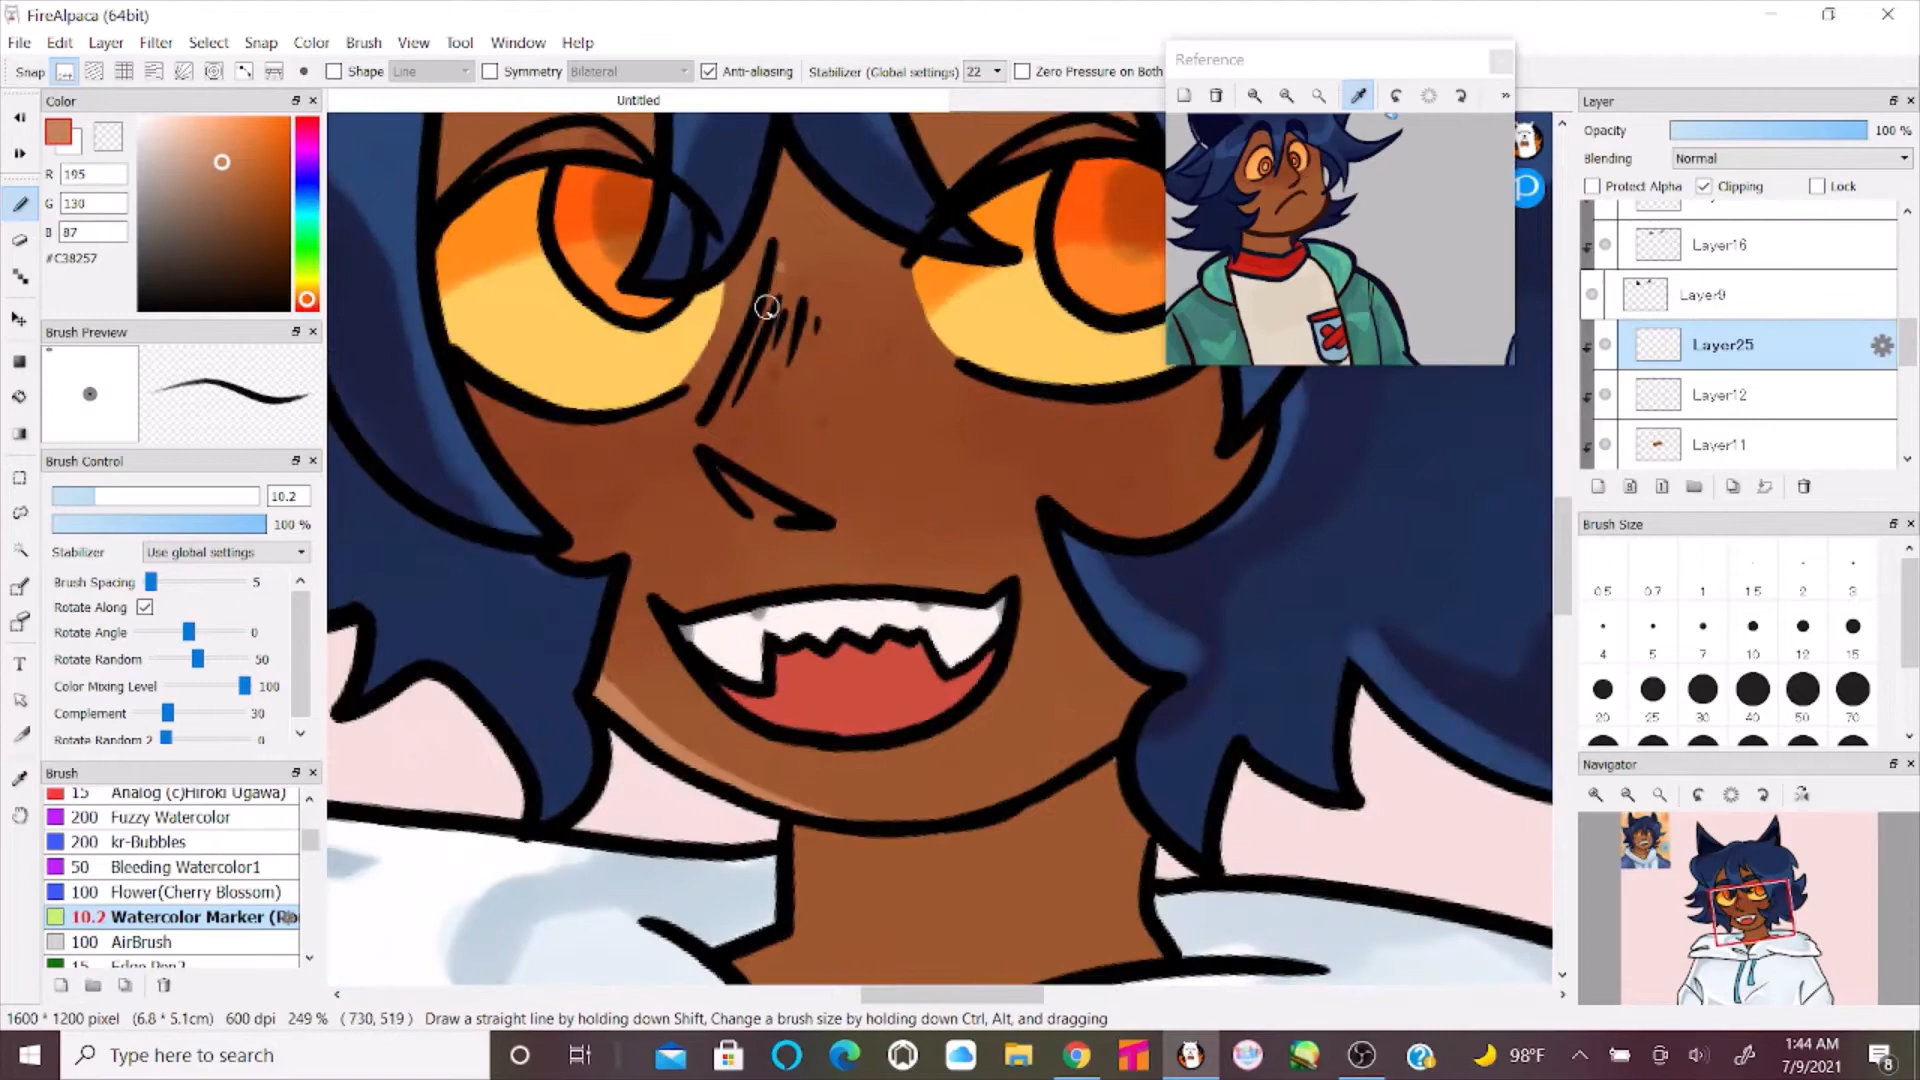 FireAlpaca (64bit)
File Edit Layer Filter Select Snap Color Brush View Tool Window Help
Snap Shape Line Symmetry Bilateral Anti-aliasing Stabilizer (Global settings) 22 Zero Pressure on Both
Reference
»
Color
Untitled
R 195
G 130
B 87
#C38257
Brush Preview
Brush Control
10.2
100 %
Stabilizer Use global settings
Brush Spacing 5
Rotate Along
Rotate Angle 0
Rotate Random 50
Color Mixing Level 100
Complement 30
Rotate Random 2 0
Brush
15 Analog (c)Hiroki Ugawa)
200 Fuzzy Watercolor
200 kr-Bubbles
50 Bleeding Watercolor1
100 Flower(Cherry Blossom)
10.2 Watercolor Marker
100 AirBrush
15 Edge Pen2
Layer
Opacity 100 %
Blending Normal
Protect Alpha Clipping Lock
Layer16
Layer9
Layer25
Layer12
Layer11
Brush Size
0.5 0.7 1 1.5 2 3
4 5 7 10 12 15
20 25 30 40 50 70
Navigator
1600 * 1200 pixel (6.8 * 5.1cm) 600 dpi 249 % ( 730, 519 ) Draw a straight line by holding down Shift, Change a brush size by holding down Ctrl, Alt, and dragging
Type here to search
98°F
1:44 AM
7/9/2021
8